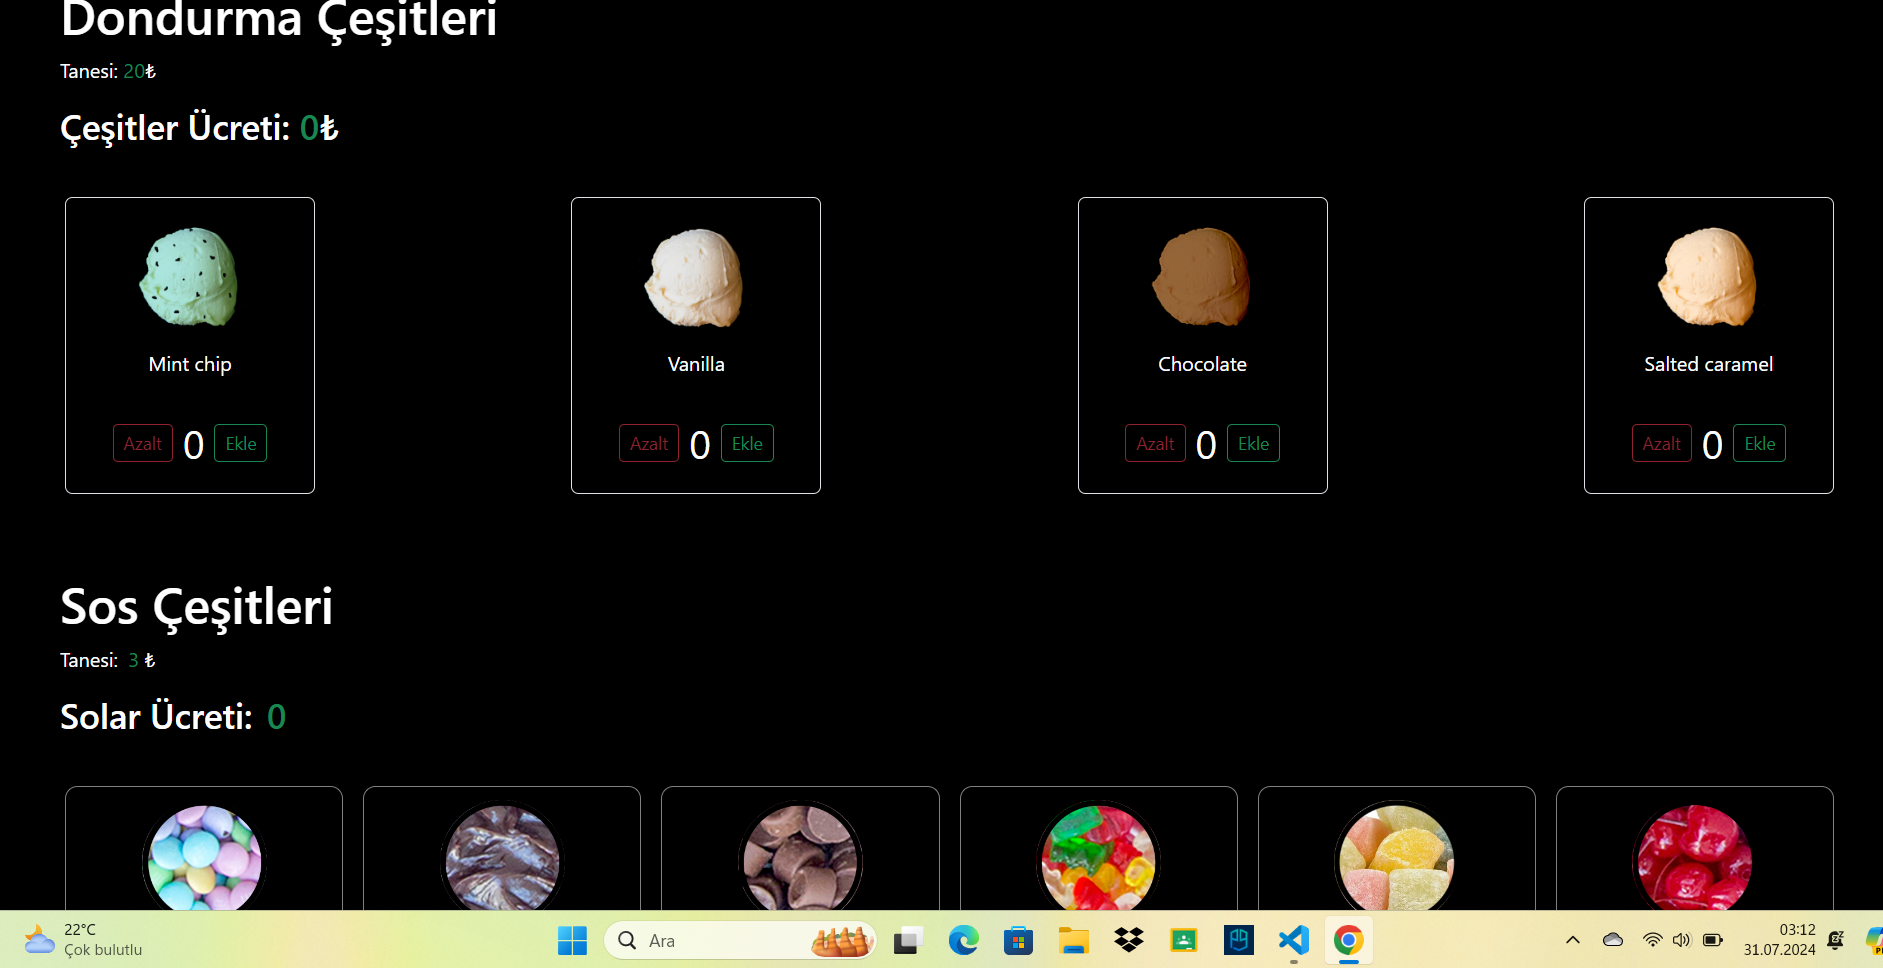 Dondurma Çeşitleri
Tanesi: 20₺
Çeşitler Ücreti: 0₺
Mint chip
Vanilla
Chocolate
Salted caramel
Azalt 0 Ekle
Azalt 0 Ekle
Azalt 0 Ekle
Azalt 0 Ekle
Sos Çeşitleri
Tanesi: 3 ₺
Solar Ücreti: 0
22°C
Çok bulutlu
Ara
03:12
31.07.2024